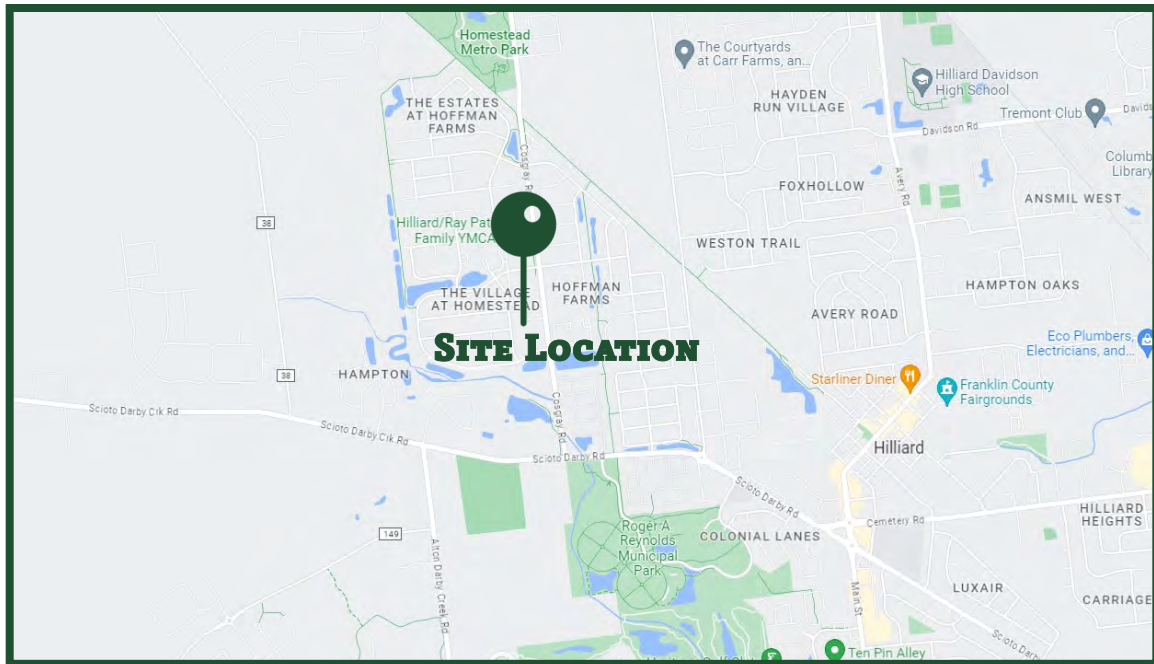 Homestead
Metro Park
The Courtyards
at Carr Farms, an...
Hilliard Davidson
High School
THE ESTATES
AT HOFFMAN
FARMS
HAYDEN
RUN VILLAGE
Tremont Club
Davids
Davidson Rd
Cosgray R
Columb
Library
Avery Rd
FOXHOLLOW
ANSMIL WEST
38
Hilliard/Ray Pat
Family YMCA
WESTON TRAIL
THE VILLAGE
AT HOMESTEAD
HOFFMAN
FARMS
HAMPTON OAKS
AVERY ROAD
SITE LOCATION
Eco Plumbers,
Electricians, and...
38
HAMPTON
Starliner Diner
Franklin County
Fairgrounds
Scioto Darby Crk Rd
Cosgray Rd
Scioto Darby Crk Rd
Hilliard
Scioto Darby Rd
Scioto Darby Rd
HILLIARD
HEIGHTS
Cemetery Rd
Roger A
Reynolds
Municipal
Park
COLONIAL LANES
149
Alton Darby Creek Rd
Main St
LUXAIR
CARRIAGE
Scioto Darb
Ten Pin Alley